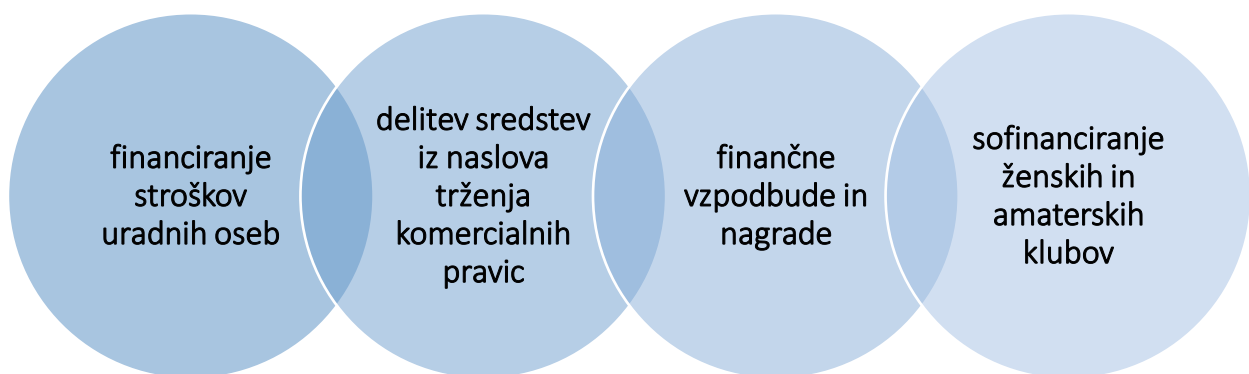 financiranje
stroškov
uradnih oseb
delitev sredstev
iz naslova
trženja
komercialnih
pravic
finančne
vzpodbude in
nagrade
sofinanciranje
ženskih in
amaterskih
klubov